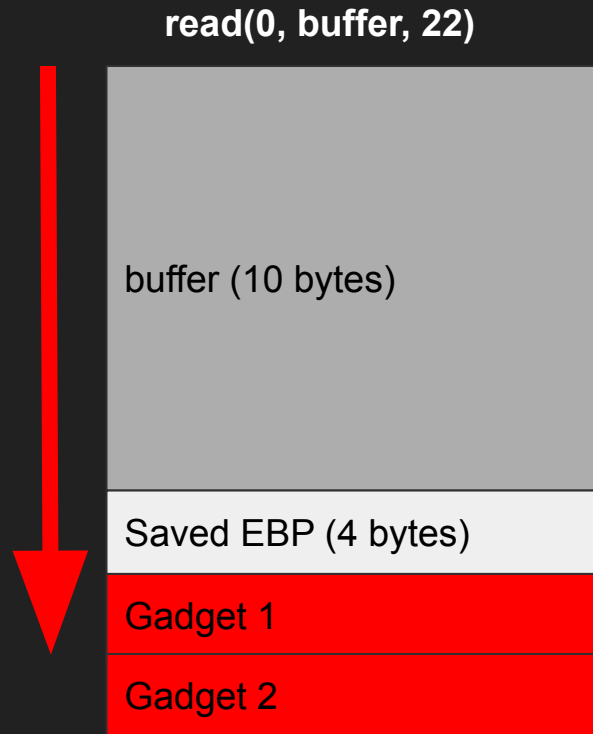 read(0, buffer, 22)
buffer (10 bytes)
Saved EBP (4 bytes)
Gadget 1
Gadget 2